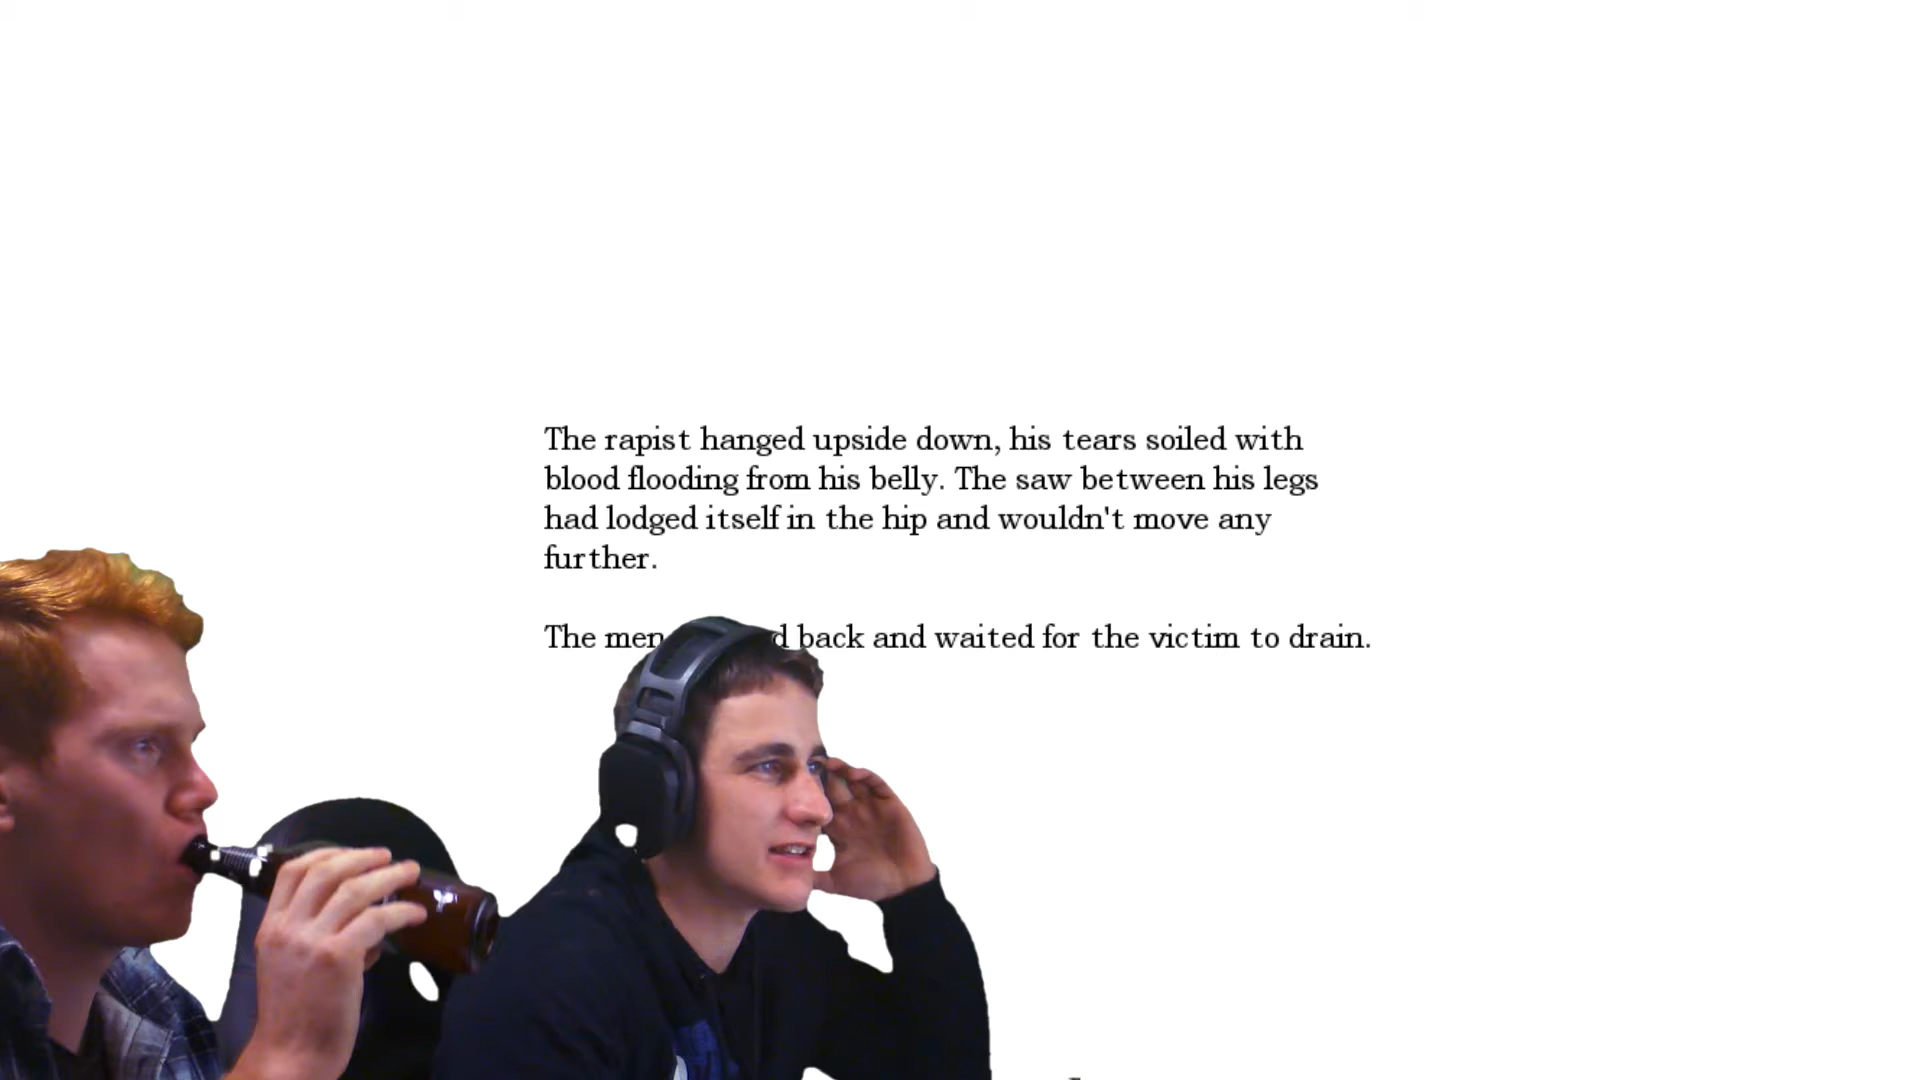 The rapist hanged upside down, his tears soiled with
blood flooding from his belly. The saw between his legs
had lodged itself in the hip and wouldn't move any
further.
The men back and waited for the victim to drain.